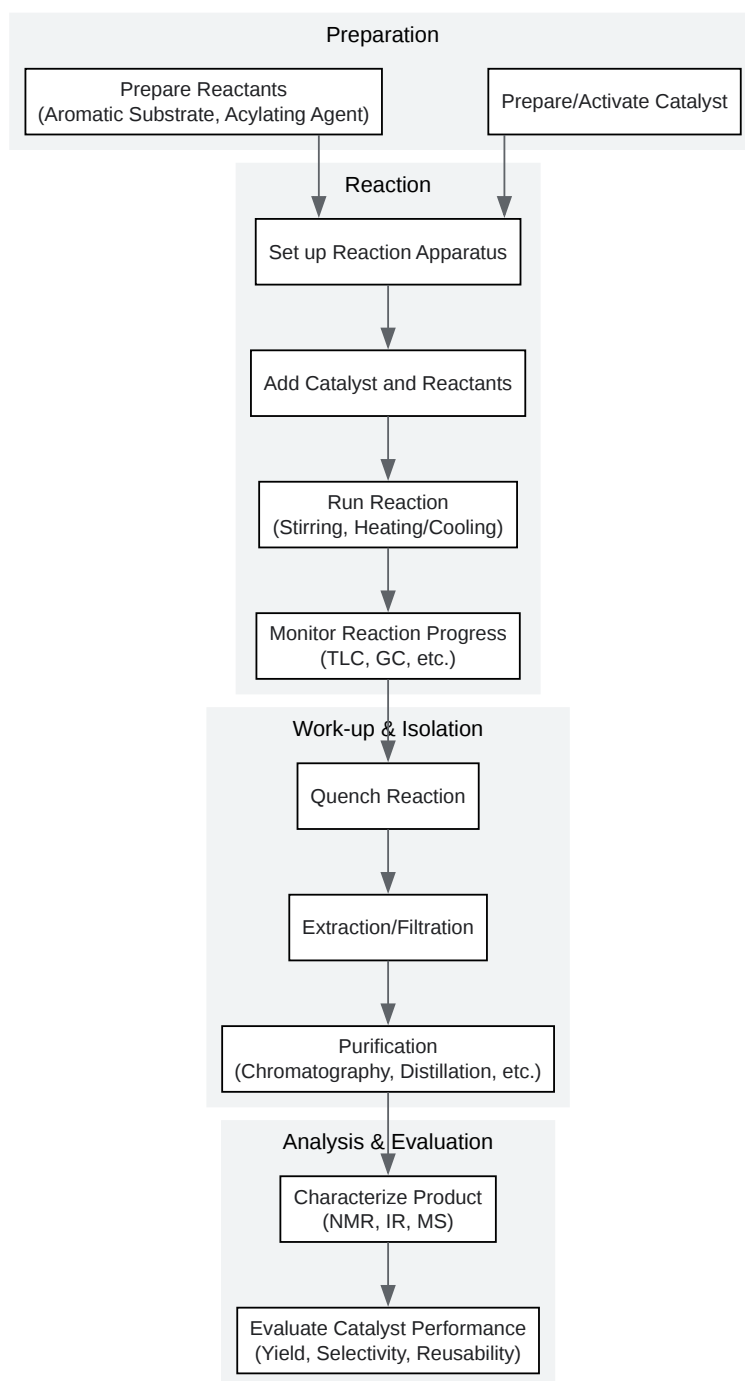 Preparation
Prepare Reactants
(Aromatic Substrate, Acylating Agent)
Prepare/Activate Catalyst
Reaction
Set up Reaction Apparatus
Add Catalyst and Reactants
Run Reaction
(Stirring, Heating/Cooling)
Monitor Reaction Progress
(TLC, GC, etc.)
Work-up & Isolation
Quench Reaction
Extraction/Filtration
Purification
(Chromatography, Distillation, etc.)
Analysis & Evaluation
Characterize Product
(NMR, IR, MS)
Evaluate Catalyst Performance
(Yield, Selectivity, Reusability)